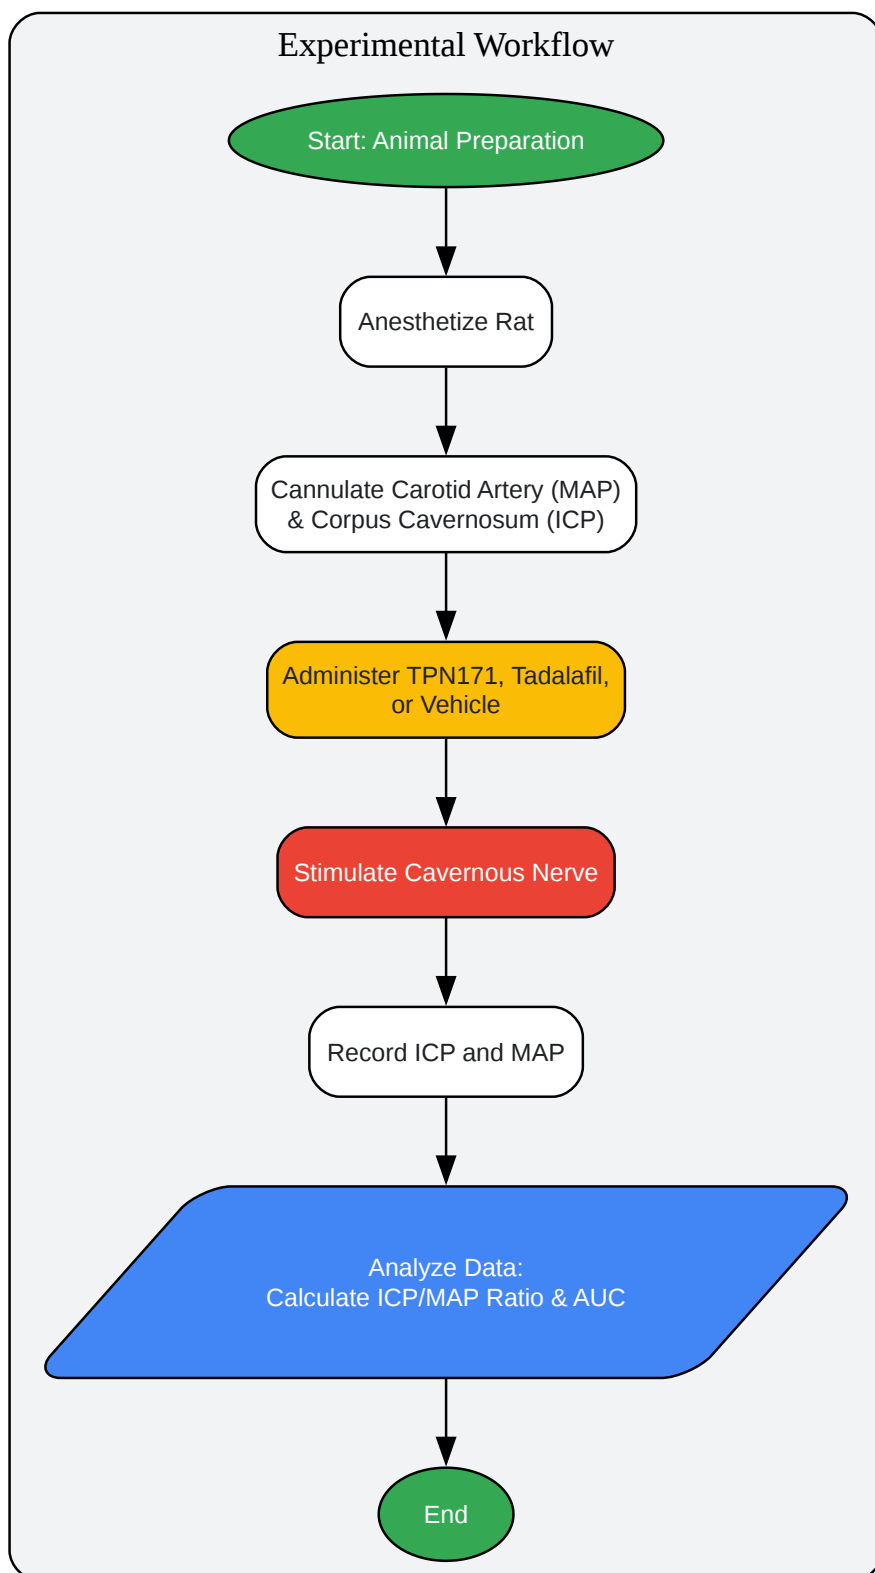 Experimental Workflow
Start: Animal Preparation
Anesthetize Rat
Cannulate Carotid Artery (MAP)
& Corpus Cavernosum (ICP)
Administer TPN171, Tadalafil,
or Vehicle
Stimulate Cavernous Nerve
Record ICP and MAP
Analyze Data:
Calculate ICP/MAP Ratio & AUC
End